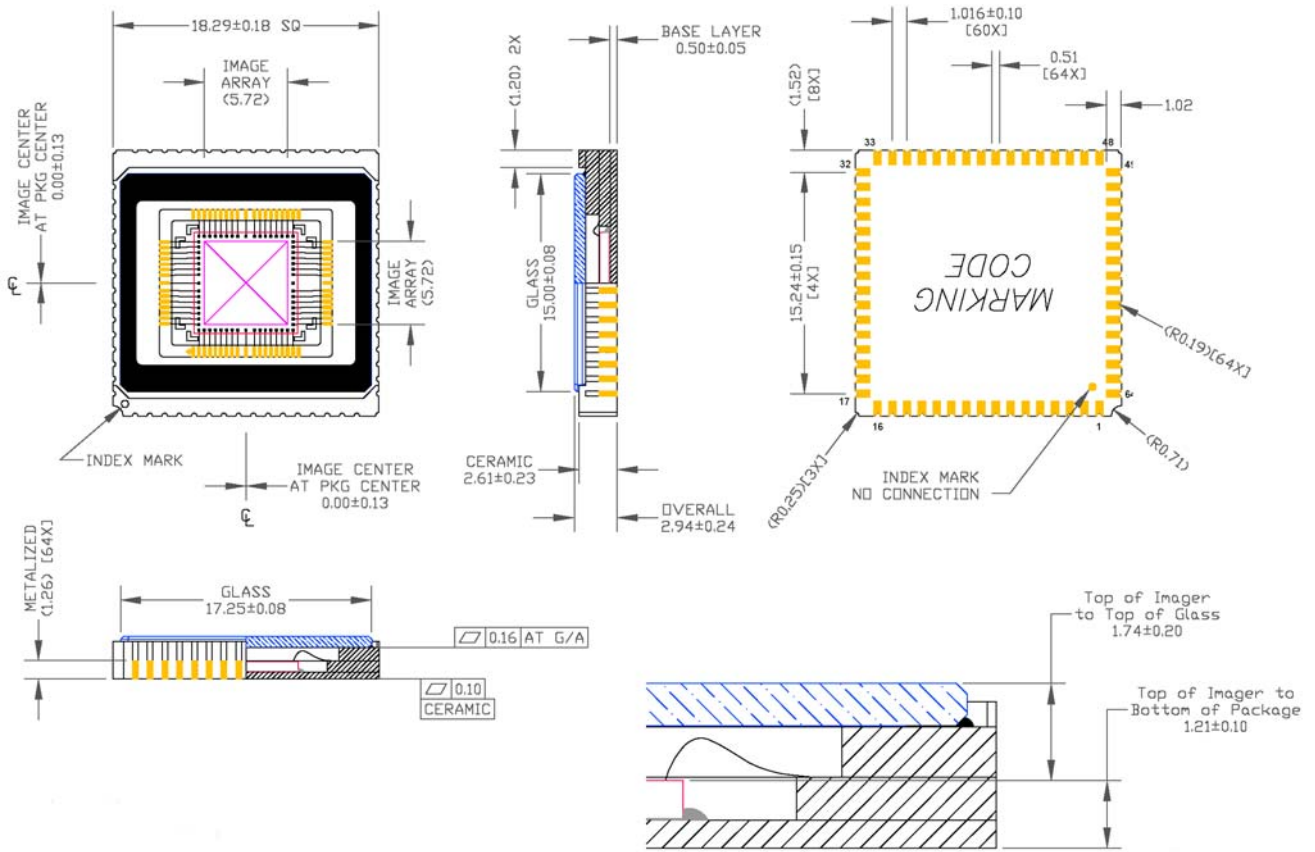 18.29±0.18 SQ
IMAGE
ARRAY
(5.72)
IMAGE CENTER
AT PKG CENTER
0.00±0.13
IMAGE
ARRAY
(5.72)
INDEX MARK
IMAGE CENTER
AT PKG CENTER
0.00±0.13
BASE LAYER
0.50±0.05
(1.20) 2X
GLASS
15.00±0.08
CERAMIC
2.61±0.23
OVERALL
2.94±0.24
1.016±0.10
[60X]
0.51
[64X]
(1.52)
[8X]
1.02
33
48
32
49
15.24±0.15
[4X]
MARKING
CODE
(R0.19)[64X]
17
64
16
1
(R0.71)
(R0.25)[3X]
INDEX MARK
NO CONNECTION
METALIZED
(1.26) [64X]
GLASS
17.25±0.08
0.16 AT G/A
0.10
CERAMIC
Top of Imager
to Top of Glass
1.74±0.20
Top of Imager to
Bottom of Package
1.21±0.10